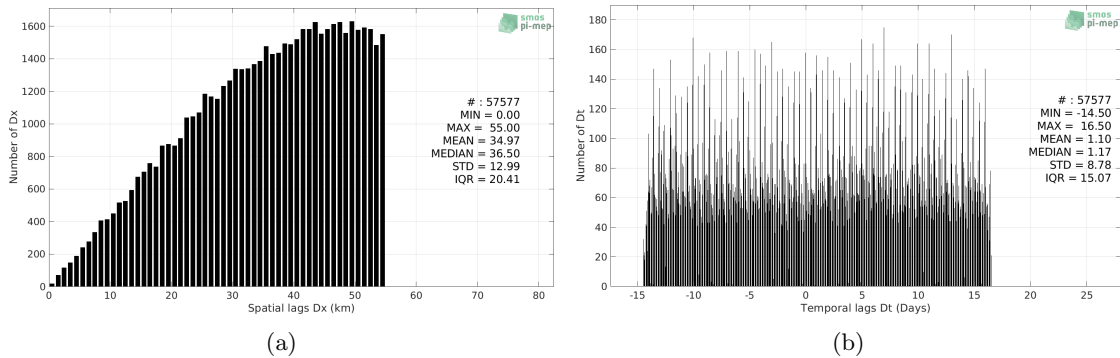 smos
pi-mep
1600
1400
1200
1000
800
600
400
200
0
Number of Dx
# : 57577
MIN = 0.00
MAX = 55.00
MEAN = 34.97
MEDIAN = 36.50
STD = 12.99
IQR = 20.41
0 10 20 30 40 50 60 70 80
Spatial lags Dx (km)
(a)
smos
pi-mep
180
160
140
120
100
80
60
40
20
0
Number of Dt
# : 57577
MIN = -14.50
MAX = 16.50
MEAN = 1.10
MEDIAN = 1.17
STD = 8.78
IQR = 15.07
-15 -10 -5 0 5 10 15 20 25
Temporal lags Dt (Days)
(b)